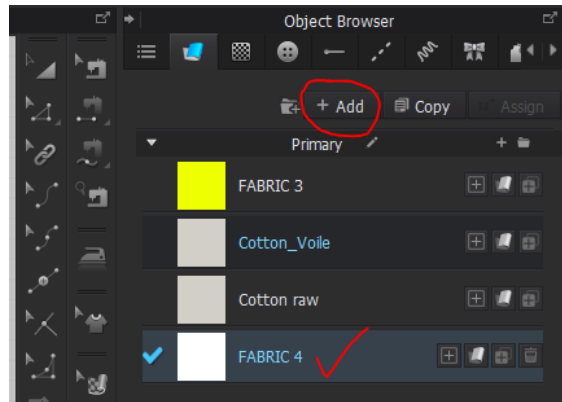 Object Browser
+ Add Copy Assign
Primary
FABRIC 3
Cotton_Voile
Cotton raw
FABRIC 4